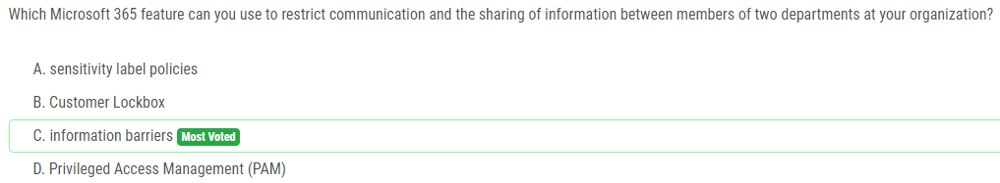 Which Microsoft 365 feature can you use to restrict communication and the sharing of information between members of two departments at your organization?
A. sensitivity label policies
B. Customer Lockbox
C. information barriers Most Voted
D. Privileged Access Management (PAM)